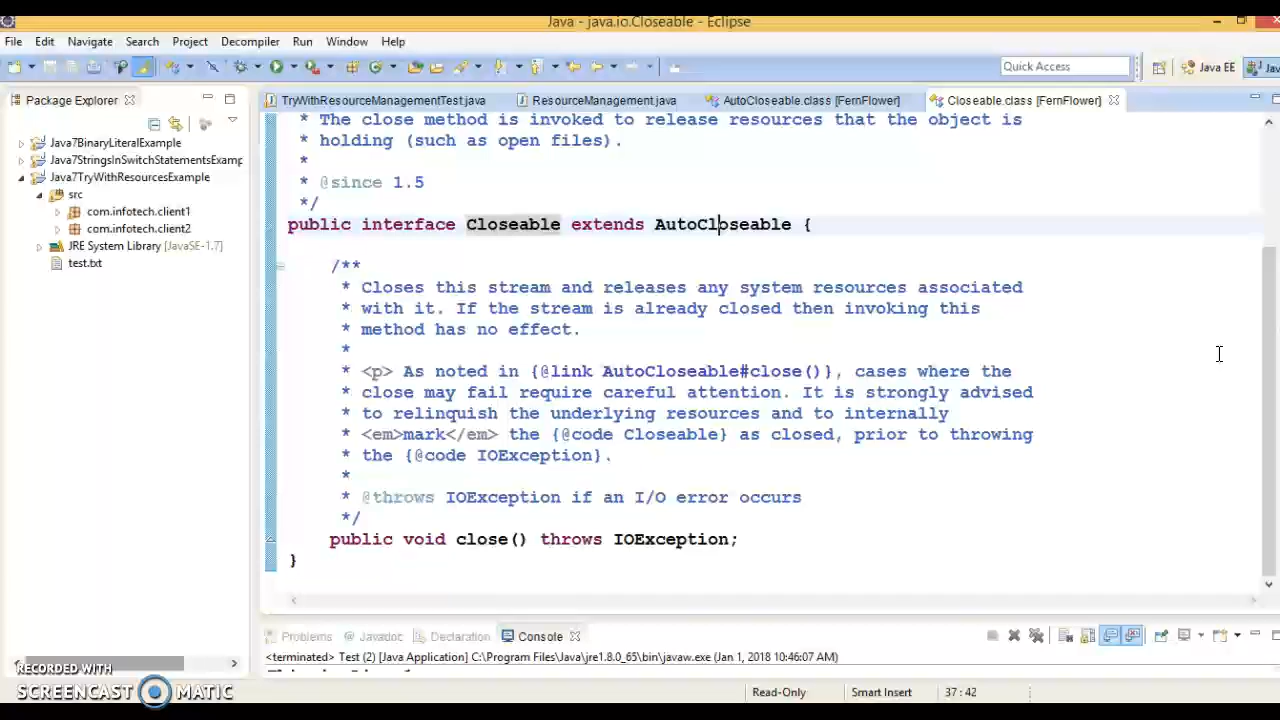 Java - java.io.Closeable - Eclipse
File Edit Navigate Search Project Decompiler Run Window Help
Quick Access
Java EE
Jav
Package Explorer
TryWithResourceManagementTest.java
ResourceManagement.java
AutoCloseable.class [FernFlower]
Closeable.class [FernFlower]
Java7BinaryLiteralExample
Java7StringsInSwitchStatementsExamp
Java7TryWithResourcesExample
src
com.infotech.client1
com.infotech.client2
JRE System Library [JavaSE-1.7]
test.txt
* The close method is invoked to release resources that the object is
* holding (such as open files).
*
* @since 1.5
*/
public interface Closeable extends AutoCloseable {
/**
* Closes this stream and releases any system resources associated
* with it. If the stream is already closed then invoking this
* method has no effect.
*
* <p> As noted in {@link AutoCloseable#close()}, cases where the
* close may fail require careful attention. It is strongly advised
* to relinquish the underlying resources and to internally
* <em>mark</em> the {@code Closeable} as closed, prior to throwing
* the {@code IOException}.
*
* @throws IOException if an I/O error occurs
*/
public void close() throws IOException;
}
Problems @ Javadoc Declaration Console
<terminated> Test (2) [Java Application] C:\Program Files\Java\jre1.8.0_65\bin\javaw.exe (Jan 1, 2018 10:46:07 AM)
Read-Only Smart Insert 37 : 42
RECORDED WITH
SCREENCAST MATIC